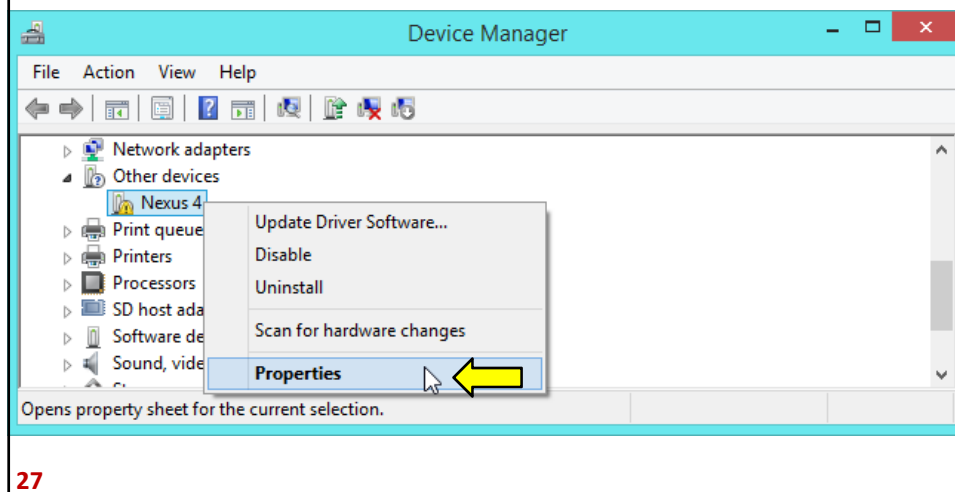 Device Manager
File Action View Help
Network adapters
Other devices
Nexus 4
Update Driver Software...
Print queue
Disable
Printers
Processors
Uninstall
SD host ada
Scan for hardware changes
Software de
Sound, vide
Properties
Opens property sheet for the current selection.
27